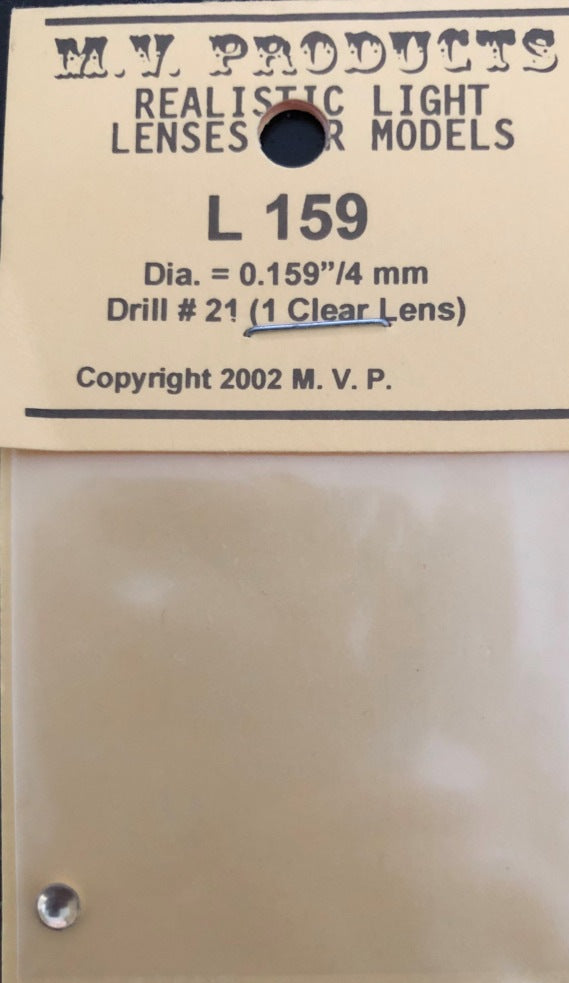 M.V. PRODUCTS
REALISTIC LIGHT
LENSES R MODELS
L 159
Dia. = 0.159”/4 mm
Drill # 21 (1 Clear Lens)
Copyright 2002 M. V. P.